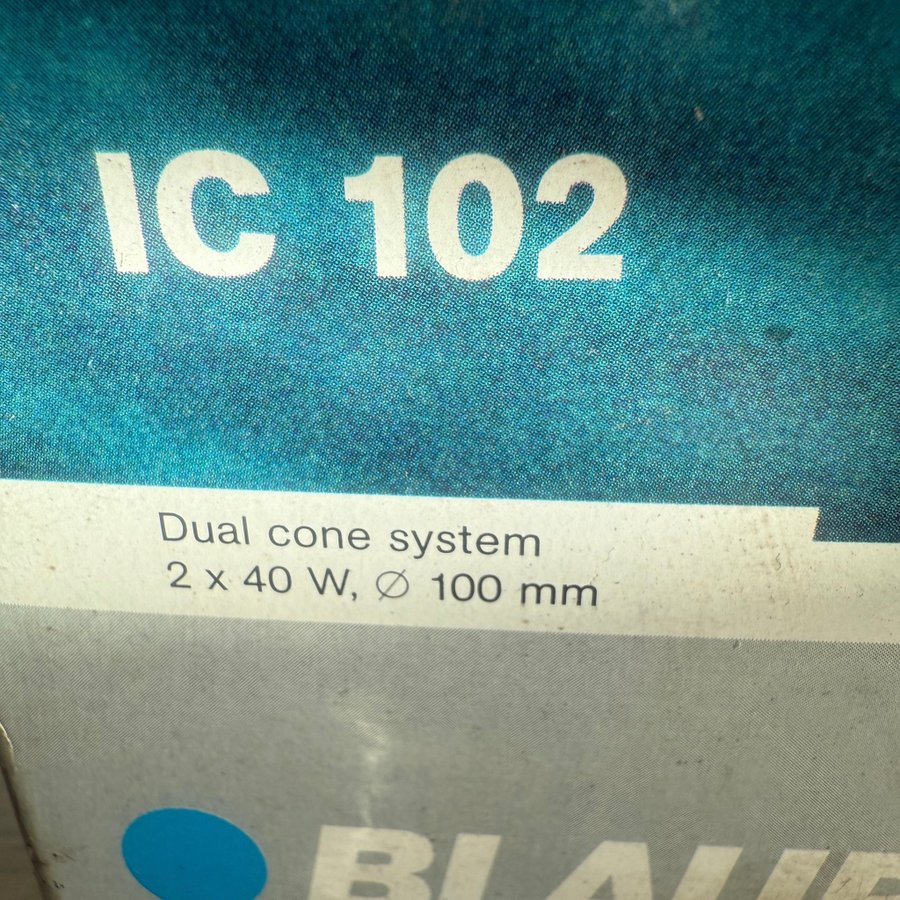 IC 102
Dual cone system
2 x 40 W, ∅ 100 mm